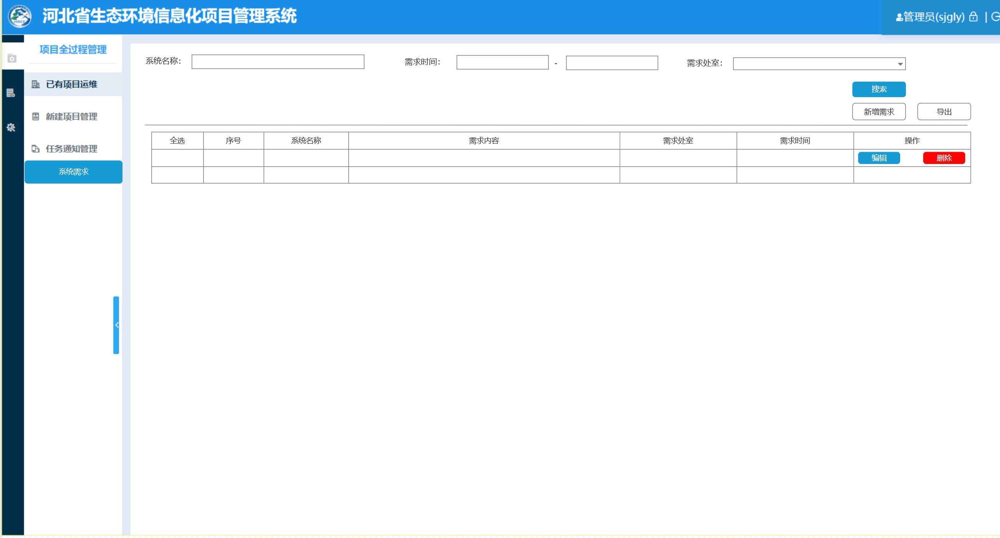 河北省生态环境信息化项目管理系统
管理员(sjgly) |
项目全过程管理
已有项目运维
新建项目管理
任务通知管理
系统需求
系统名称：
需求时间： -
需求处室：
搜索
新增需求 导出
全选 序号 系统名称 需求内容 需求处室 需求时间 操作
编辑 删除